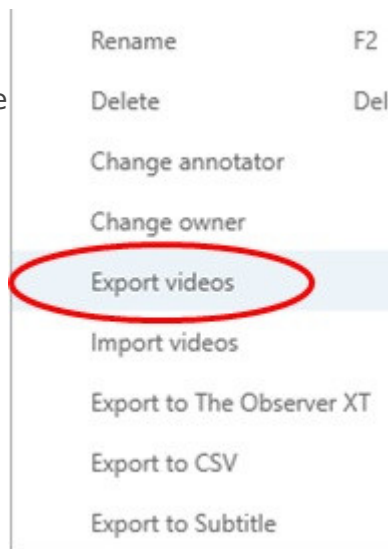 Rename F2
e
Delete Del
Change annotator
Change owner
Export videos
Import videos
Export to The Observer XT
Export to CSV
Export to Subtitle